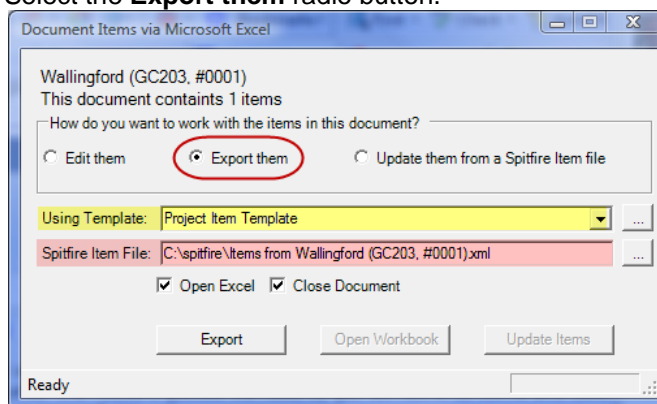 Select the Export them radio button.
Document Items via Microsoft Excel
Wallingford (GC203, #0001)
This document containts 1 items
How do you want to work with the items in this document?
Edit them Export them Update them from a Spitfire Item file
Using Template: Project Item Template ...
Spitfire Item File: C:\spitfire\Items from Wallingford (GC203, #0001).xml ...
Open Excel Close Document
Export Open Workbook Update Items
Ready